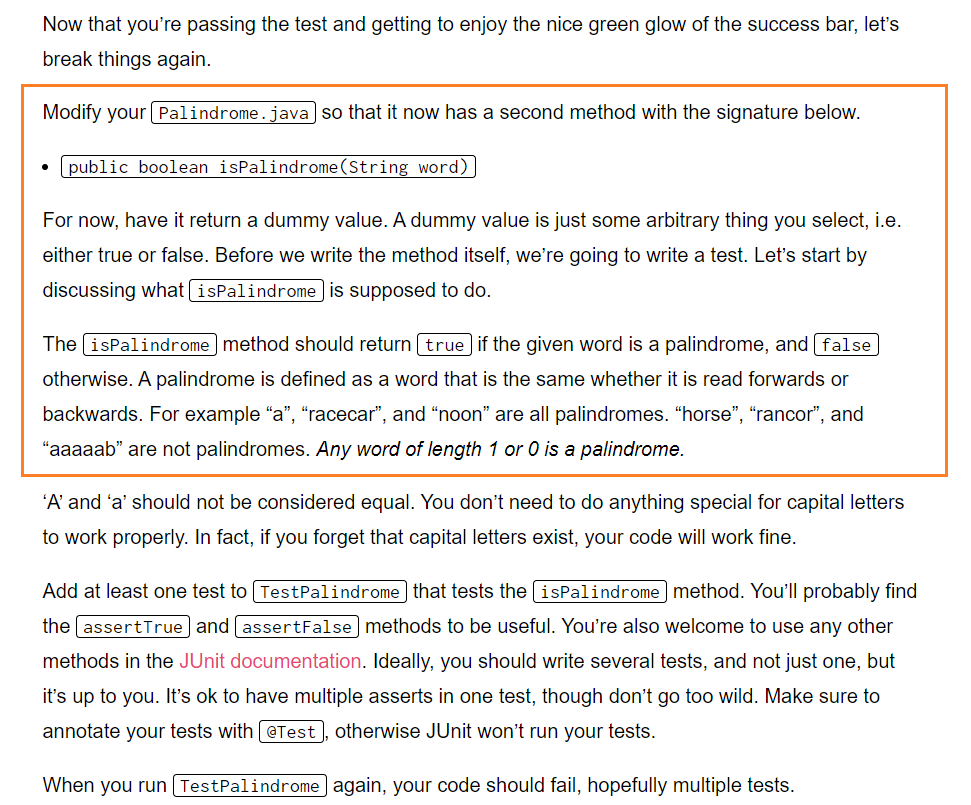 Now that you’re passing the test and getting to enjoy the nice green glow of the success bar, let’s
break things again.
Modify your Palindrome.java so that it now has a second method with the signature below.
• public boolean isPalindrome(String word)
For now, have it return a dummy value. A dummy value is just some arbitrary thing you select, i.e.
either true or false. Before we write the method itself, we’re going to write a test. Let’s start by
discussing what isPalindrome is supposed to do.
The isPalindrome method should return true if the given word is a palindrome, and false
otherwise. A palindrome is defined as a word that is the same whether it is read forwards or
backwards. For example “a”, “racecar”, and “noon” are all palindromes. “horse”, “rancor”, and
“aaaaab” are not palindromes. Any word of length 1 or 0 is a palindrome.
‘A’ and ‘a’ should not be considered equal. You don’t need to do anything special for capital letters
to work properly. In fact, if you forget that capital letters exist, your code will work fine.
Add at least one test to TestPalindrome that tests the isPalindrome method. You’ll probably find
the assertTrue and assertFalse methods to be useful. You’re also welcome to use any other
methods in the JUnit documentation. Ideally, you should write several tests, and not just one, but
it’s up to you. It’s ok to have multiple asserts in one test, though don’t go too wild. Make sure to
annotate your tests with @Test, otherwise JUnit won’t run your tests.
When you run TestPalindrome again, your code should fail, hopefully multiple tests.